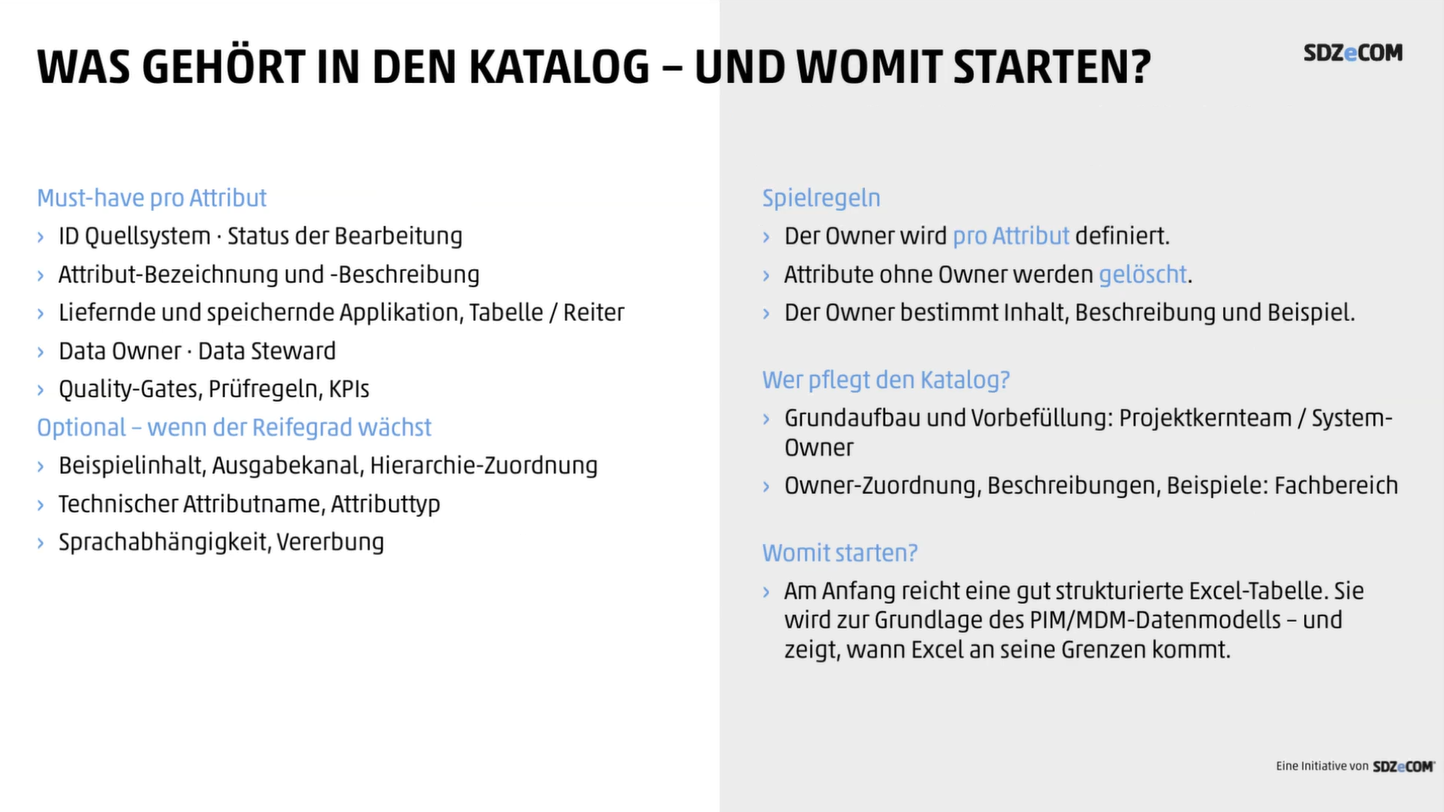 WAS GEHÖRT IN DEN KATALOG – UND WOMIT STARTEN?
SDZeCOM
Must-have pro Attribut
› ID Quellsystem · Status der Bearbeitung
› Attribut-Bezeichnung und -Beschreibung
› Liefernde und speichernde Applikation, Tabelle / Reiter
› Data Owner · Data Steward
› Quality-Gates, Prüfregeln, KPIs
Optional – wenn der Reifegrad wächst
› Beispielinhalt, Ausgabekanal, Hierarchie-Zuordnung
› Technischer Attributname, Attributtyp
› Sprachabhängigkeit, Vererbung
Spielregeln
› Der Owner wird pro Attribut definiert.
› Attribute ohne Owner werden gelöscht.
› Der Owner bestimmt Inhalt, Beschreibung und Beispiel.
Wer pflegt den Katalog?
› Grundaufbau und Vorbefüllung: Projektkernteam / System-
Owner
› Owner-Zuordnung, Beschreibungen, Beispiele: Fachbereich
Womit starten?
› Am Anfang reicht eine gut strukturierte Excel-Tabelle. Sie
wird zur Grundlage des PIM/MDM-Datenmodells – und
zeigt, wann Excel an seine Grenzen kommt.
Eine Initiative von SDZeCOM